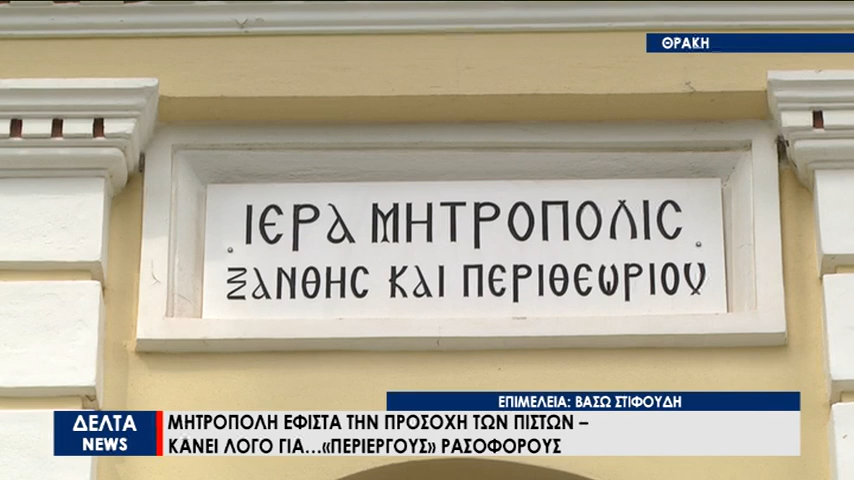 ΘΡΑΚΗ
ΙΕΡΑ ΜΗΤΡΟΠΟΛΙΣ
ΞΑΝΘΗΣ ΚΑΙ ΠΕΡΙΘΕΩΡΙΟΥ
ΕΠΙΜΕΛΕΙΑ: ΒΑΣΩ ΣΤΙΦΟΥΔΗ
ΔΕΛΤΑ
NEWS
ΜΗΤΡΟΠΟΛΗ ΕΦΙΣΤΑ ΤΗΝ ΠΡΟΣΟΧΗ ΤΩΝ ΠΙΣΤΩΝ –
ΚΑΝΕΙ ΛΟΓΟ ΓΙΑ...«ΠΕΡΙΕΡΓΟΥΣ» ΡΑΣΟΦΟΡΟΥΣ